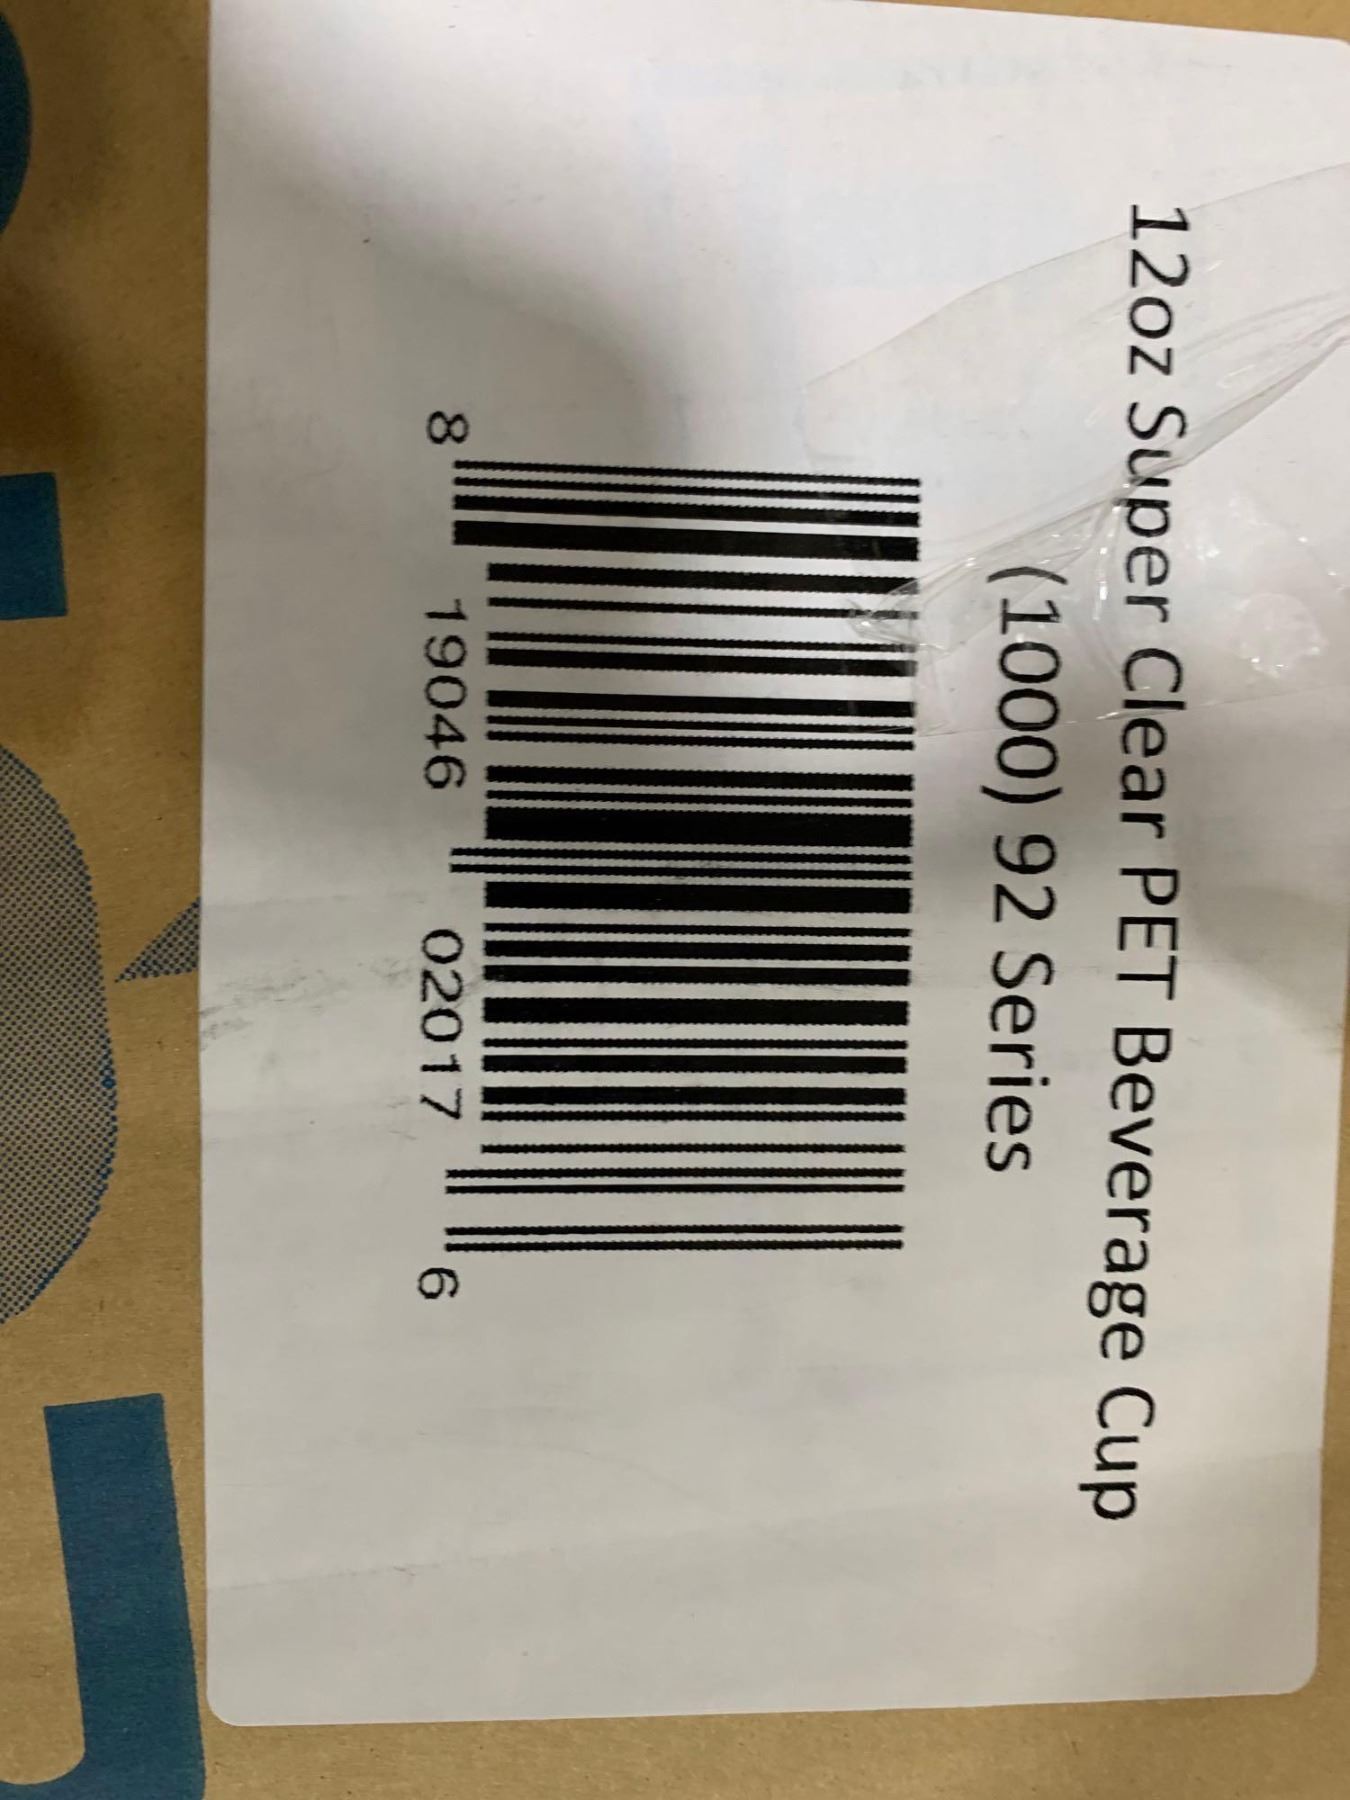 12oz Super Clear PET Beverage Cup
(1000) 92 Series
8 19046 02017 6